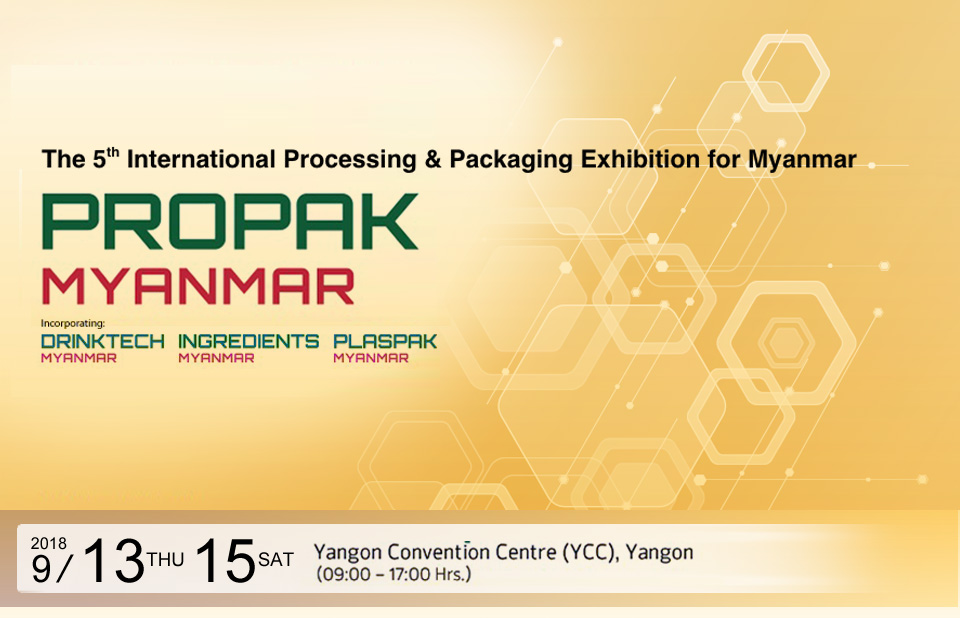 The 5th International Processing & Packaging Exhibition for Myanmar
PROPAK
MYANMAR
Incorporating:
DRINKTECH INGREDIENTS PLASPAK
MYANMAR MYANMAR MYANMAR
2018
9/13THU 15SAT
Yangon Convention Centre (YCC), Yangon
(09:00 – 17:00 Hrs.)